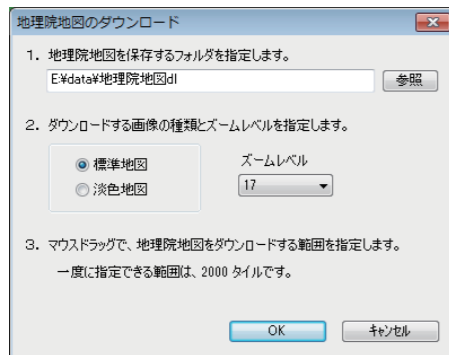 地理院地図のダウンロード
1. 地理院地図を保存するフォルダを指定します。
E:¥data¥地理院地図dl
参照
2. ダウンロードする画像の種類とズームレベルを指定します。
標準地図
淡色地図
ズームレベル
17
3. マウスドラッグで、地理院地図をダウンロードする範囲を指定します。
一度に指定できる範囲は、2000 タイルです。
OK
キャンセル